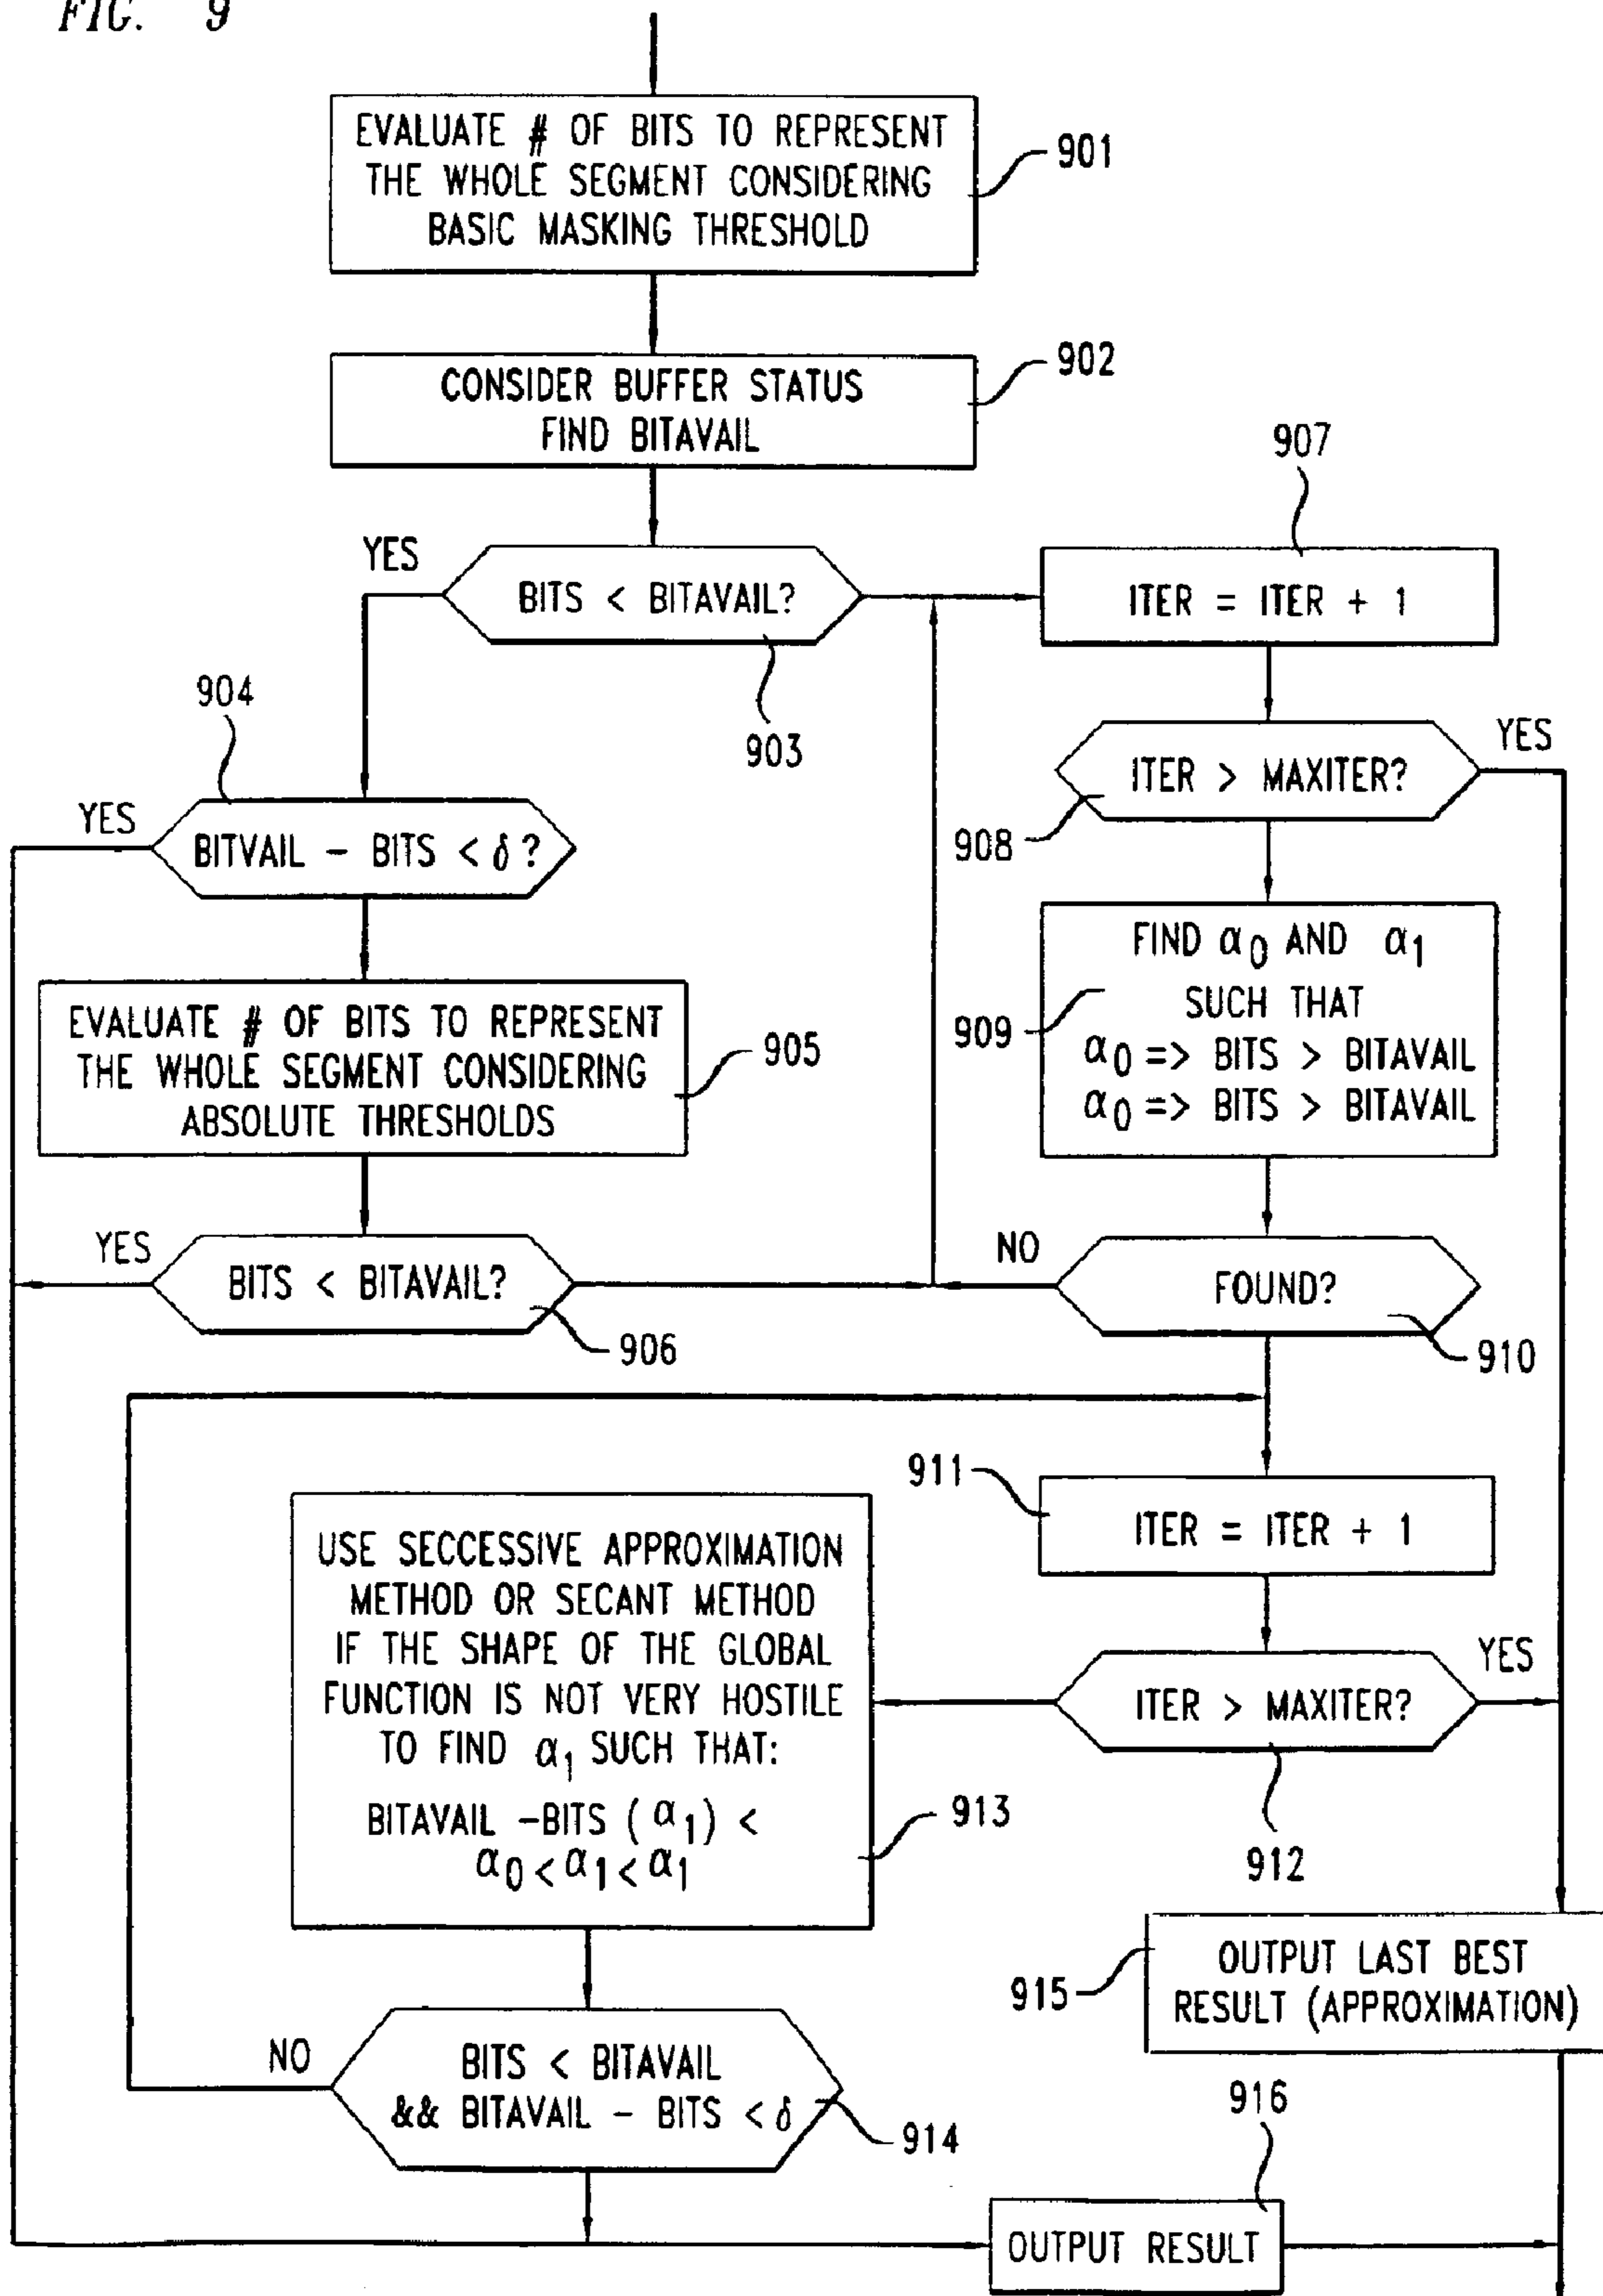 FIG. 9
EVALUATE # OF BITS TO REPRESENT
THE WHOLE SEGMENT CONSIDERING
BASIC MASKING THRESHOLD
901
CONSIDER BUFFER STATUS
FIND BITAVAIL
902
BITS < BITAVAIL?
YES
903
907
ITER = ITER + 1
904
YES
BITVAIL - BITS < δ ?
ITER > MAXITER?
YES
908
EVALUATE # OF BITS TO REPRESENT
THE WHOLE SEGMENT CONSIDERING
ABSOLUTE THRESHOLDS
905
FIND α0 AND α1
SUCH THAT
α0 => BITS > BITAVAIL
α0 => BITS > BITAVAIL
909
YES
BITS < BITAVAIL?
906
NO
FOUND?
910
911
ITER = ITER + 1
USE SECCESSIVE APPROXIMATION
METHOD OR SECANT METHOD
IF THE SHAPE OF THE GLOBAL
FUNCTION IS NOT VERY HOSTILE
TO FIND α1 SUCH THAT:
BITAVAIL -BITS (α1) <
α0 < α1 < α1
913
ITER > MAXITER?
YES
912
OUTPUT LAST BEST
RESULT (APPROXIMATION)
915
NO
BITS < BITAVAIL
&& BITAVAIL - BITS < δ
914
916
OUTPUT RESULT